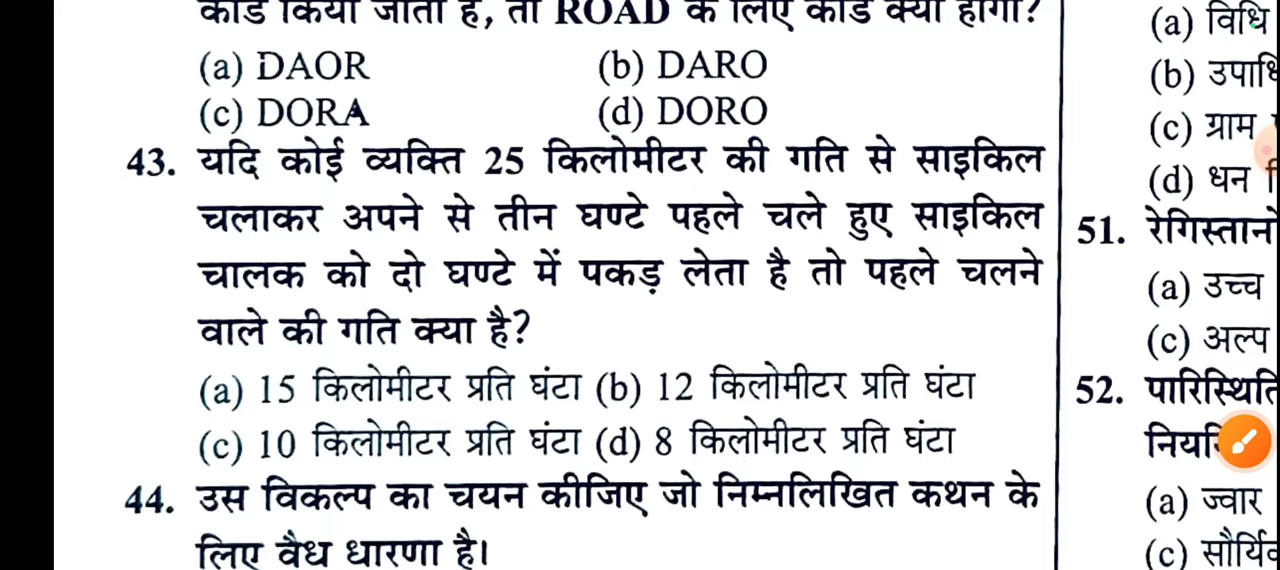 कोड किया जाता है, तो ROAD के लिए कोड क्या होगा?
(a) DAOR (b) DARO
(c) DORA (d) DORO
43. यदि कोई व्यक्ति 25 किलोमीटर की गति से साइकिल
चलाकर अपने से तीन घण्टे पहले चले हुए साइकिल
चालक को दो घण्टे में पकड़ लेता है तो पहले चलने
वाले की गति क्या है?
(a) 15 किलोमीटर प्रति घंटा (b) 12 किलोमीटर प्रति घंटा
(c) 10 किलोमीटर प्रति घंटा (d) 8 किलोमीटर प्रति घंटा
44. उस विकल्प का चयन कीजिए जो निम्नलिखित कथन के
लिए वैध धारणा है।
(a) विधि
(b)
(c) ग्राम
(d) धन
51.
(a) उच्च
(c) अल्प
52.
(a) ज्वार
(c)